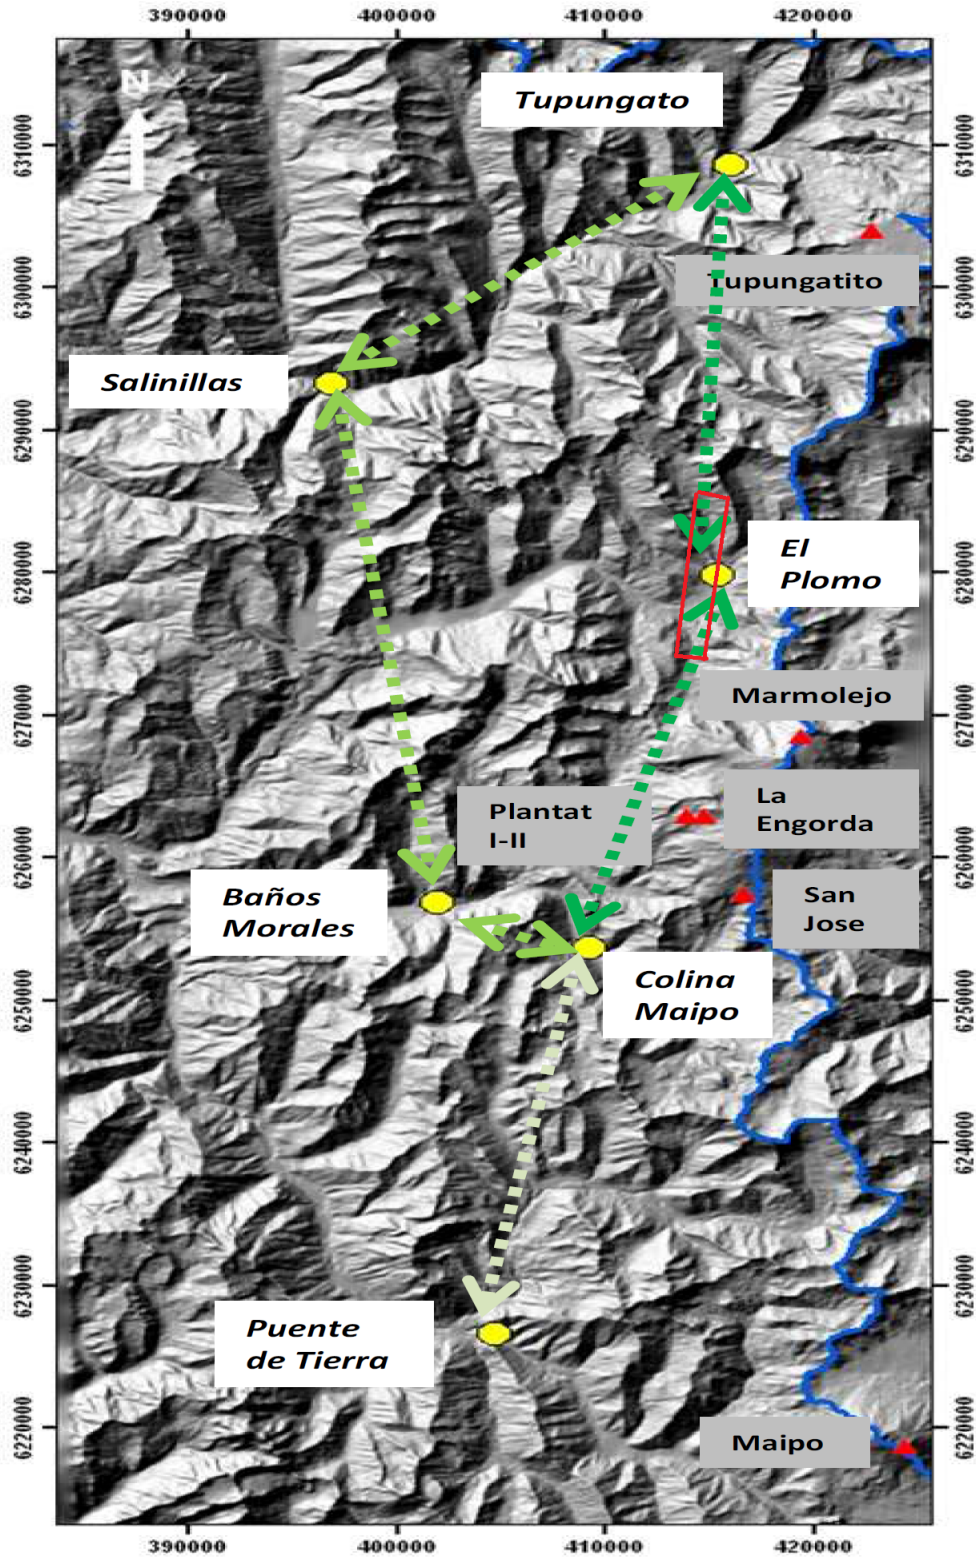 390000 400000 410000 420000
N
Tupungato
6310000
6310000
Tupungatito
6300000
6300000
Salinillas
6290000
6290000
El
Plomo
6280000
6280000
Marmolejo
6270000
6270000
La
Engorda
Plantat
I-II
6260000
6260000
Baños
Morales
San
Jose
Colina
Maipo
6250000
6250000
6240000
6240000
6230000
6230000
Puente
de Tierra
6220000
6220000
Maipo
390000 400000 410000 420000